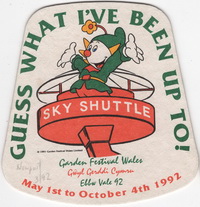 GUESS WHAT I'VE BEEN UP TO!
SKY SHUTTLE
Garden Festival Wales
Gŵyl Gerddi Cymru
Ebbw Vale 92
May 1st to October 4th 1992